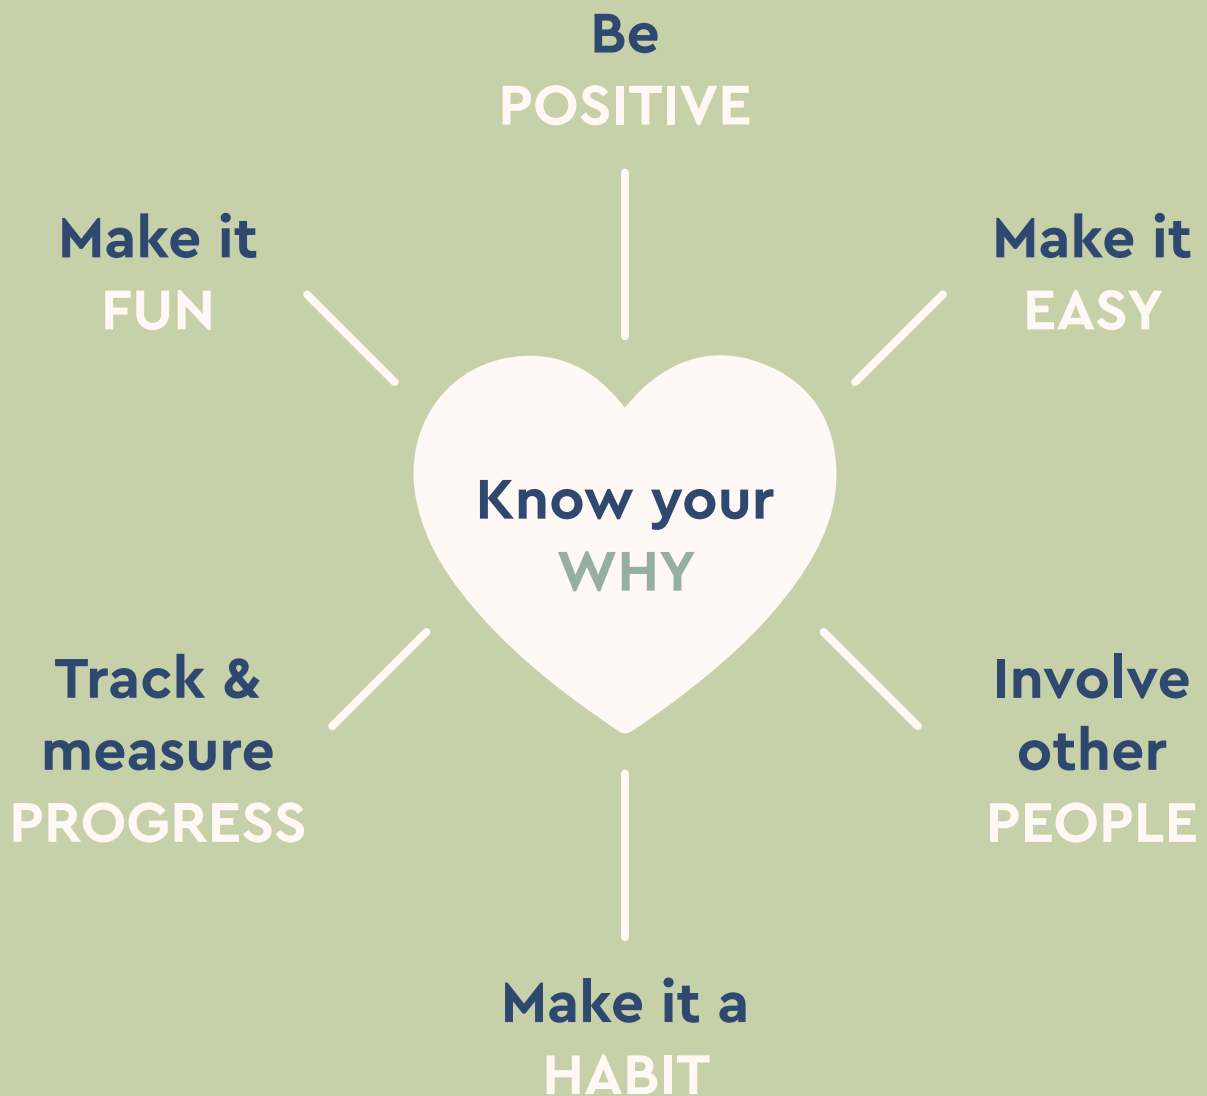 Be
POSITIVE
Make it
FUN
Make it
EASY
Know your
WHY
Track &
measure
PROGRESS
Involve
other
PEOPLE
Make it a
HABIT